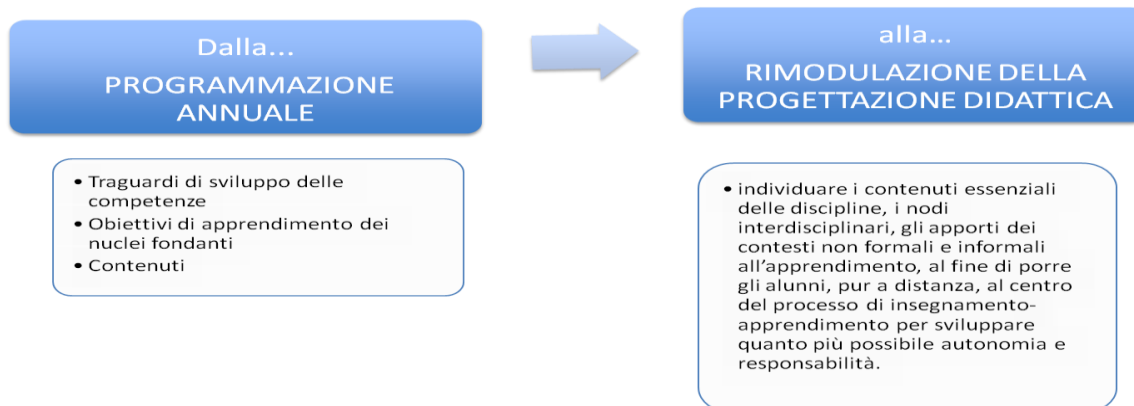 Dalla...
PROGRAMMAZIONE
ANNUALE
• Traguardi di sviluppo delle
competenze
• Obiettivi di apprendimento dei
nuclei fondanti
• Contenuti
alla...
RIMODULAZIONE DELLA
PROGETTAZIONE DIDATTICA
• individuare i contenuti essenziali
delle discipline, i nodi
interdisciplinari, gli apporti dei
contesti non formali e informali
all'apprendimento, al fine di porre
gli alunni, pur a distanza, al centro
del processo di insegnamento-
apprendimento per sviluppare
quanto più possibile autonomia e
responsabilità.